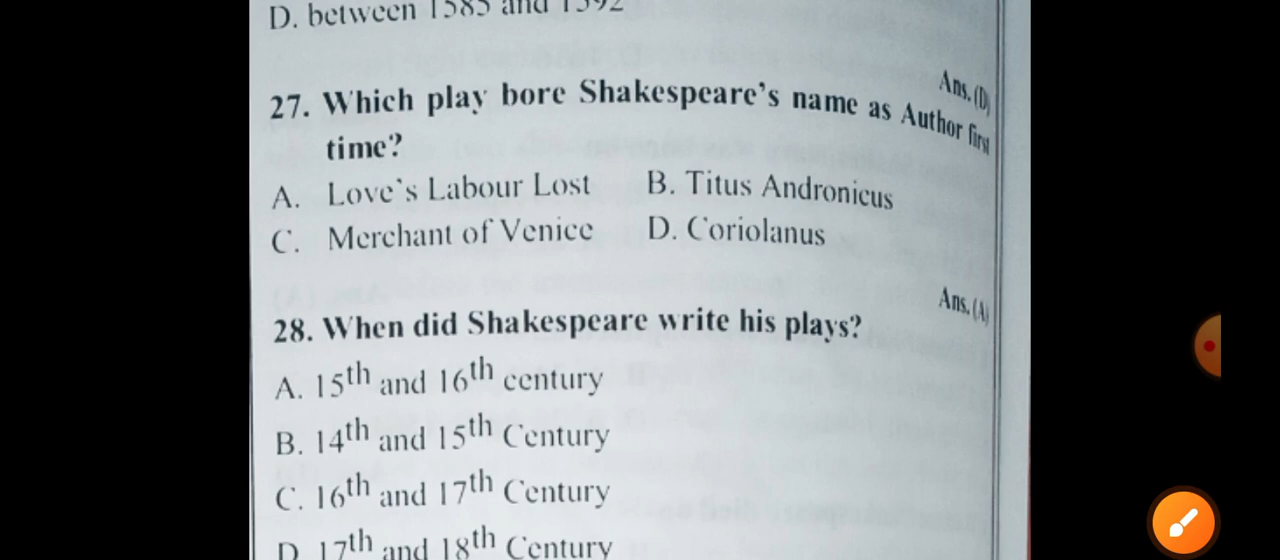 D. between 1585 and 1592
Ans. (D)
27. Which play bore Shakespeare's name as Author first
time?
A. Love's Labour Lost B. Titus Andronicus
C. Merchant of Venice D. Coriolanus
Ans. (A)
28. When did Shakespeare write his plays?
A. 15th and 16th century
B. 14th and 15th Century
C. 16th and 17th Century
D. 17th and 18th Century